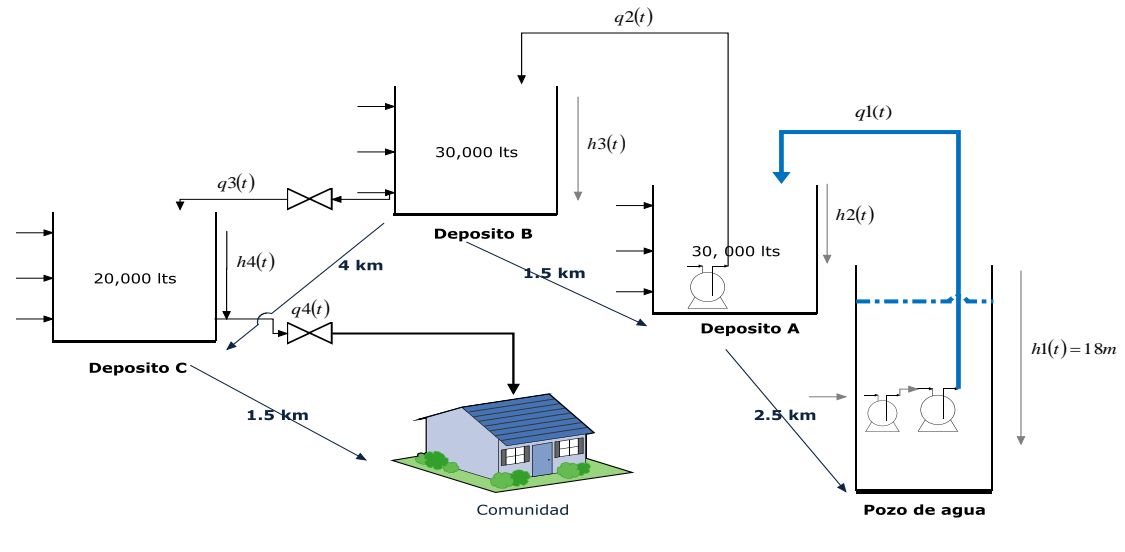 q2(t)
q1(t)
30,000 lts
h3(t)
q3(t)
h2(t)
Deposito B
30, 000 lts
h4(t)
4 km
1.5 km
20,000 lts
q4(t)
Deposito A
h1(t) = 18m
Deposito C
1.5 km
2.5 km
Comunidad
Pozo de agua